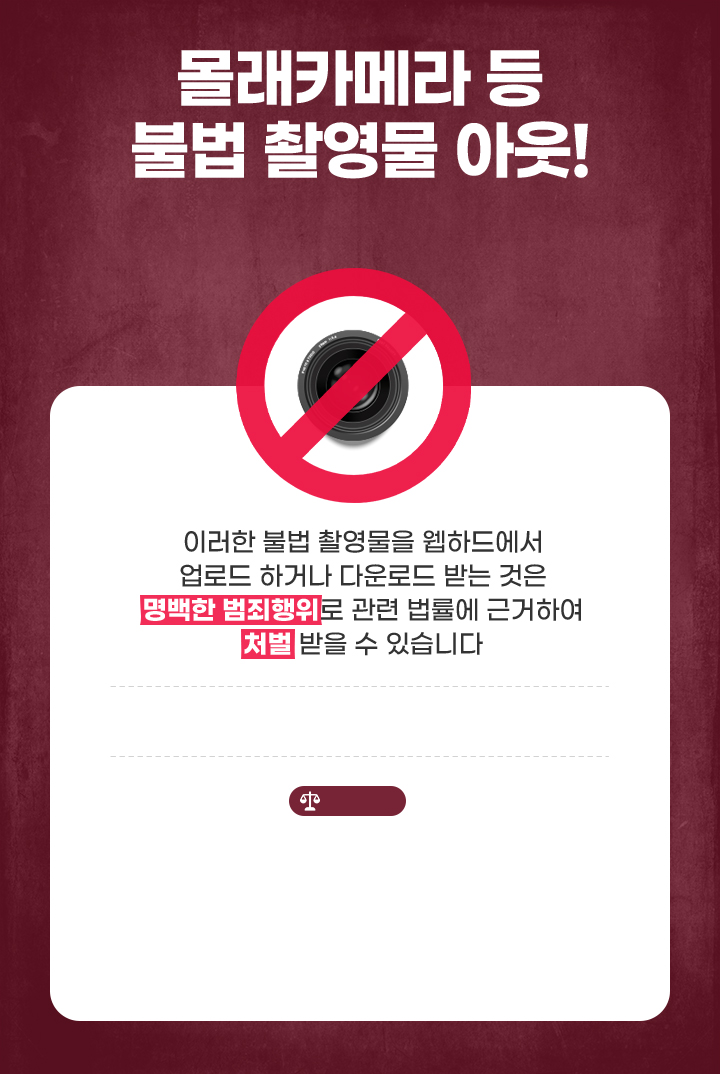 몰래카메라 등
불법 촬영물 아웃!
이러한 불법 촬영물을 웹하드에서
업로드 하거나 다운로드 받는 것은
명백한 범죄행위로 관련 법률에 근거하여
처벌 받을 수 있습니다